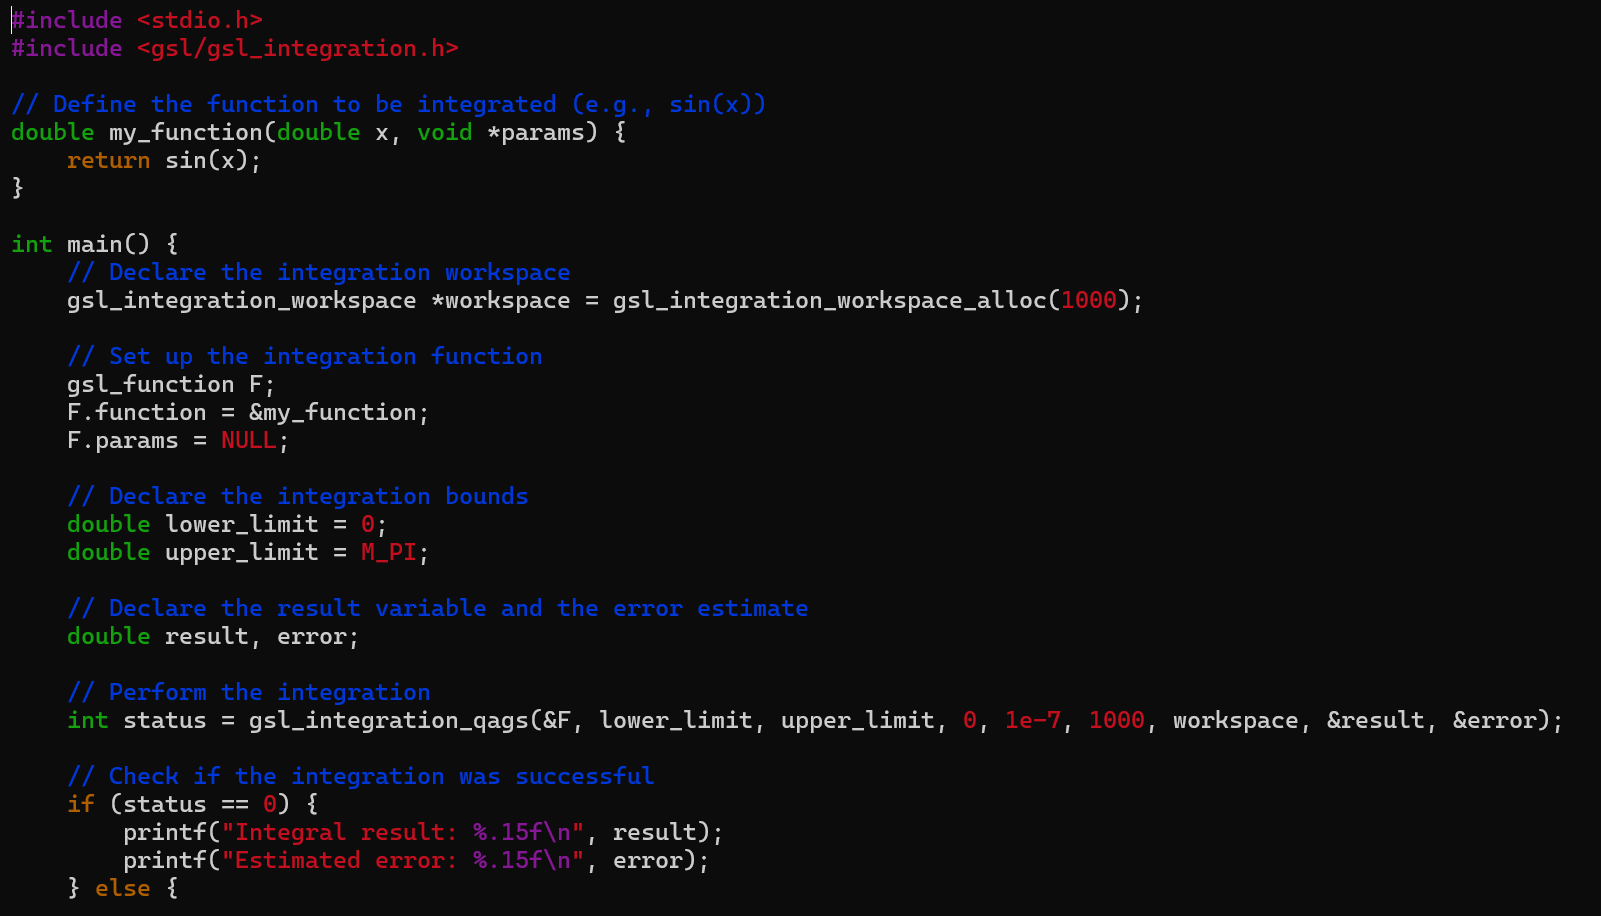 #include <stdio.h>
#include <gsl/gsl_integration.h>

// Define the function to be integrated (e.g., sin(x))
double my_function(double x, void *params) {
    return sin(x);
}

int main() {
    // Declare the integration workspace
    gsl_integration_workspace *workspace = gsl_integration_workspace_alloc(1000);

    // Set up the integration function
    gsl_function F;
    F.function = &my_function;
    F.params = NULL;

    // Declare the integration bounds
    double lower_limit = 0;
    double upper_limit = M_PI;

    // Declare the result variable and the error estimate
    double result, error;

    // Perform the integration
    int status = gsl_integration_qags(&F, lower_limit, upper_limit, 0, 1e-7, 1000, workspace, &result, &error);

    // Check if the integration was successful
    if (status == 0) {
        printf("Integral result: %.15f\n", result);
        printf("Estimated error: %.15f\n", error);
    } else {